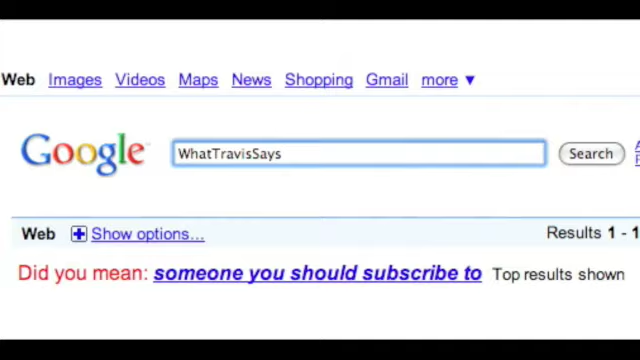 Web Images Videos Maps News Shopping Gmail more ▼
Google WhatTravisSays Search
Web Show options... Results 1 - 1
Did you mean: someone you should subscribe to Top results shown